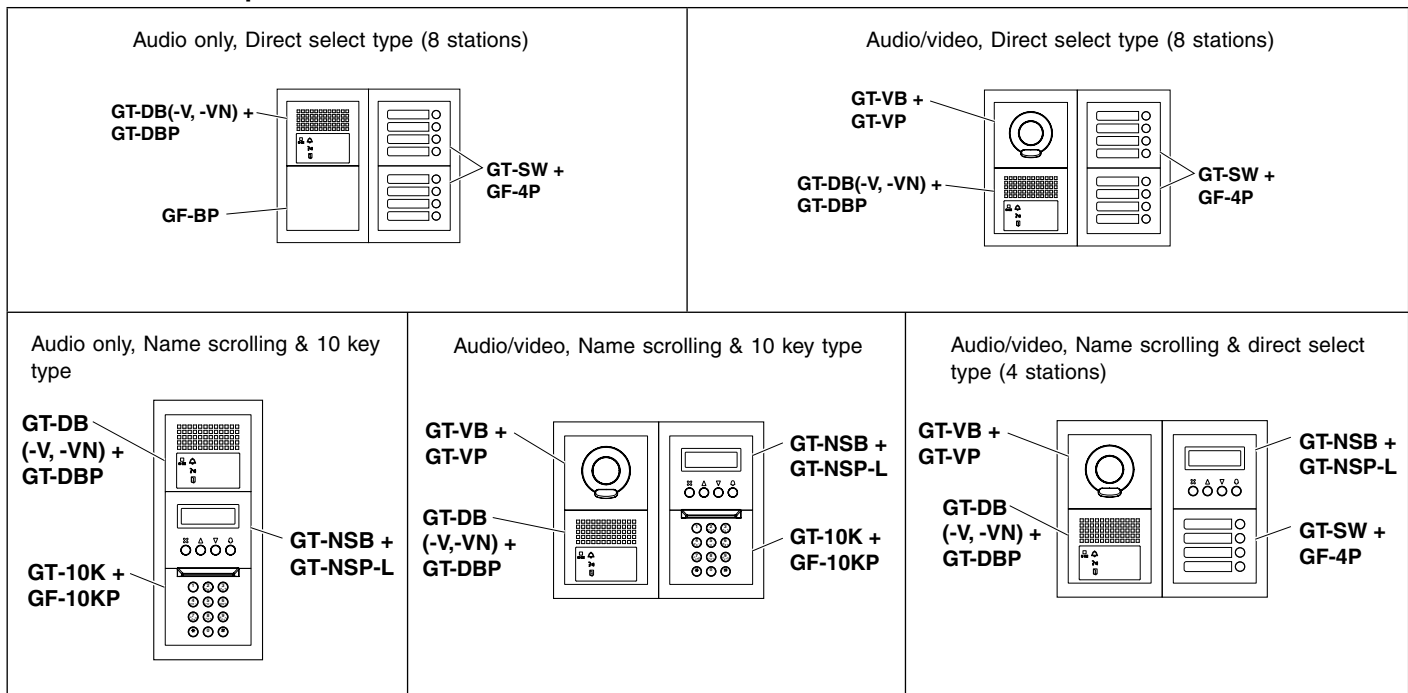 Audio only, Direct select type (8 stations)
GT-DB(-V, -VN) +
GT-DBP
GF-BP
GT-SW +
GF-4P
Audio/video, Direct select type (8 stations)
GT-VB +
GT-VP
GT-DB(-V, -VN) +
GT-DBP
GT-SW +
GF-4P
Audio only, Name scrolling & 10 key
type
GT-DB
(-V, -VN) +
GT-DBP
GT-NSB +
GT-NSP-L
GT-10K +
GF-10KP
Audio/video, Name scrolling & 10 key type
GT-VB +
GT-VP
GT-DB
(-V,-VN) +
GT-DBP
GT-NSB +
GT-NSP-L
GT-10K +
GF-10KP
Audio/video, Name scrolling & direct select
type (4 stations)
GT-VB +
GT-VP
GT-DB
(-V, -VN) +
GT-DBP
GT-NSB +
GT-NSP-L
GT-SW +
GF-4P